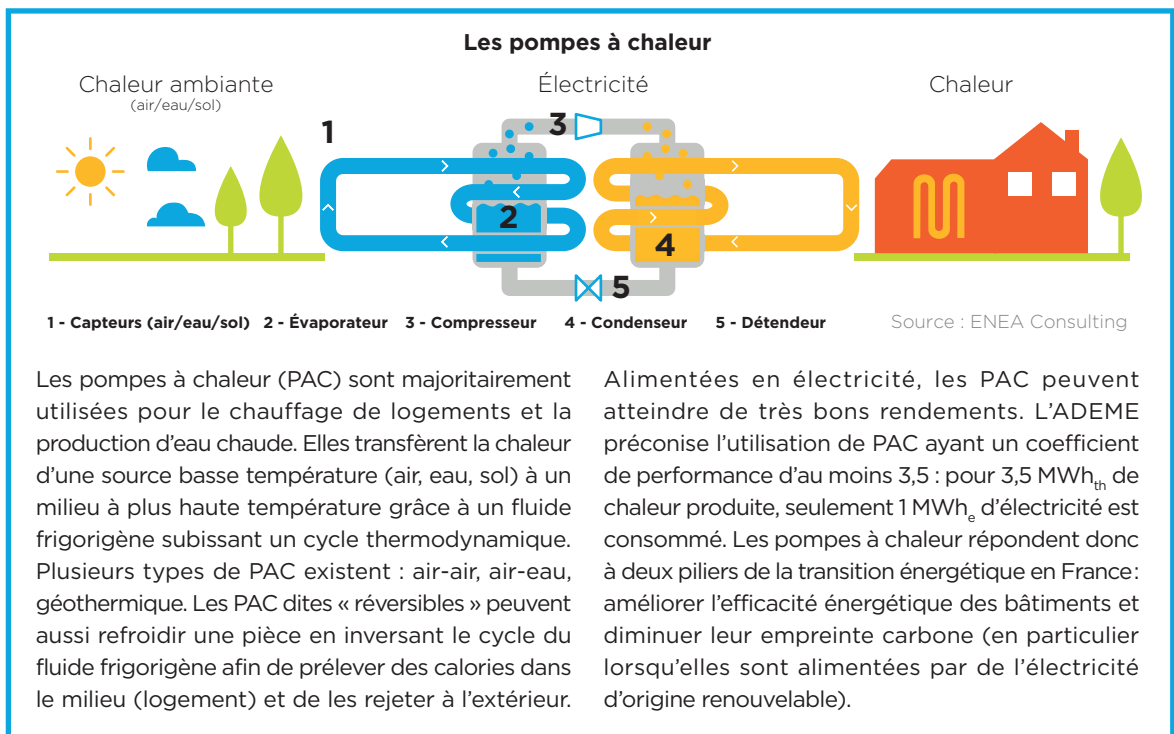 Les pompes à chaleur
Chaleur ambiante
(air/eau/sol)
Électricité
Chaleur
1
3
2
4
5
1 - Capteurs (air/eau/sol) 2 - Évaporateur 3 - Compresseur 4 - Condenseur 5 - Détendeur
Source : ENEA Consulting
Les pompes à chaleur (PAC) sont majoritairement
utilisées pour le chauffage de logements et la
production d’eau chaude. Elles transfèrent la chaleur
d’une source basse température (air, eau, sol) à un
milieu à plus haute température grâce à un fluide
frigorigène subissant un cycle thermodynamique.
Plusieurs types de PAC existent : air-air, air-eau,
géothermique. Les PAC dites « réversibles » peuvent
aussi refroidir une pièce en inversant le cycle du
fluide frigorigène afin de prélever des calories dans
le milieu (logement) et de les rejeter à l’extérieur.
Alimentées en électricité, les PAC peuvent
atteindre de très bons rendements. L’ADEME
préconise l’utilisation de PAC ayant un coefficient
de performance d’au moins 3,5 : pour 3,5 MWhth de
chaleur produite, seulement 1 MWhe d’électricité est
consommé. Les pompes à chaleur répondent donc
à deux piliers de la transition énergétique en France:
améliorer l’efficacité énergétique des bâtiments et
diminuer leur empreinte carbone (en particulier
lorsqu’elles sont alimentées par de l’électricité
d’origine renouvelable).